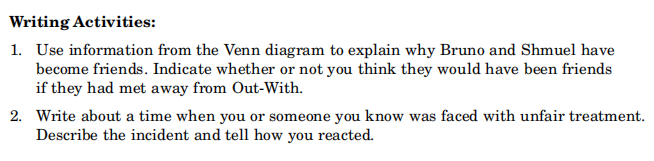 Writing Activities:
1. Use information from the Venn diagram to explain why Bruno and Shmuel have
become friends. Indicate whether or not you think they would have been friends
if they had met away from Out-With.
2. Write about a time when you or someone you know was faced with unfair treatment.
Describe the incident and tell how you reacted.